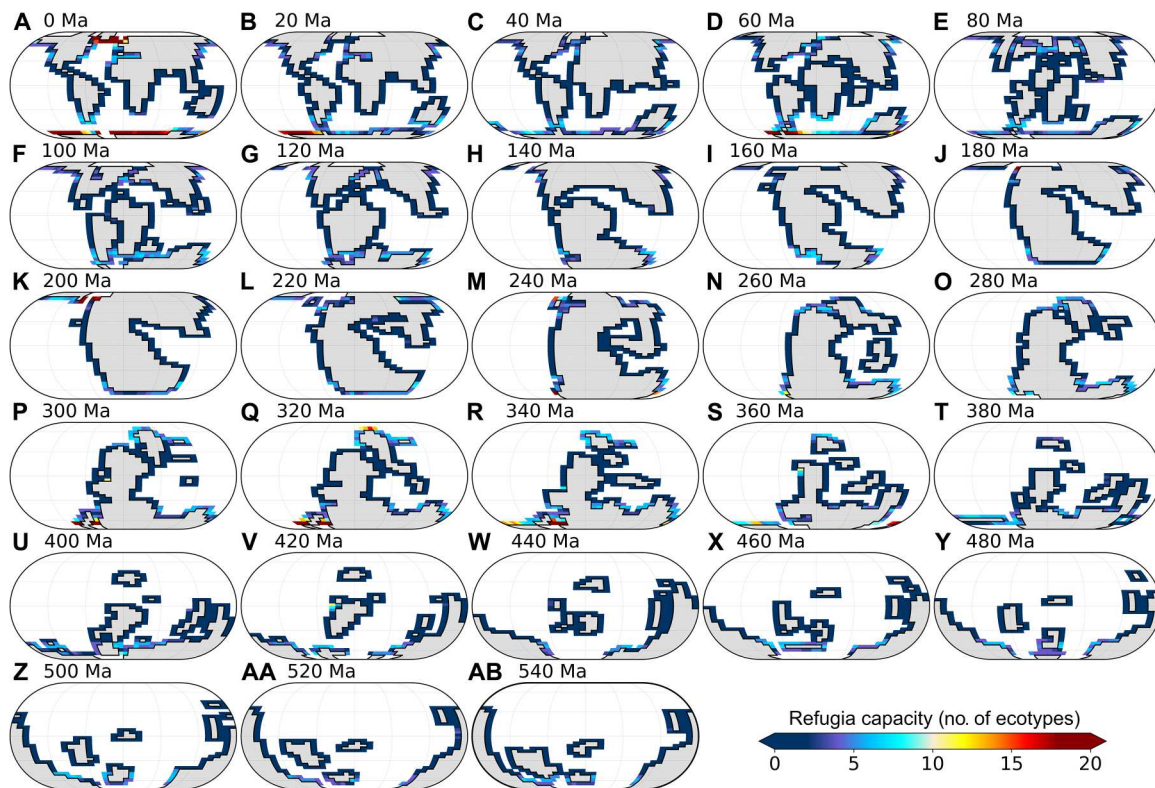 A 0 Ma B 20 Ma C 40 Ma D 60 Ma E 80 Ma
F 100 Ma G 120 Ma H 140 Ma I 160 Ma J 180 Ma
K 200 Ma L 220 Ma M 240 Ma N 260 Ma O 280 Ma
P 300 Ma Q 320 Ma R 340 Ma S 360 Ma T 380 Ma
U 400 Ma V 420 Ma W 440 Ma X 460 Ma Y 480 Ma
Z 500 Ma AA 520 Ma AB 540 Ma
Refugia capacity (no. of ecotypes)
0 5 10 15 20